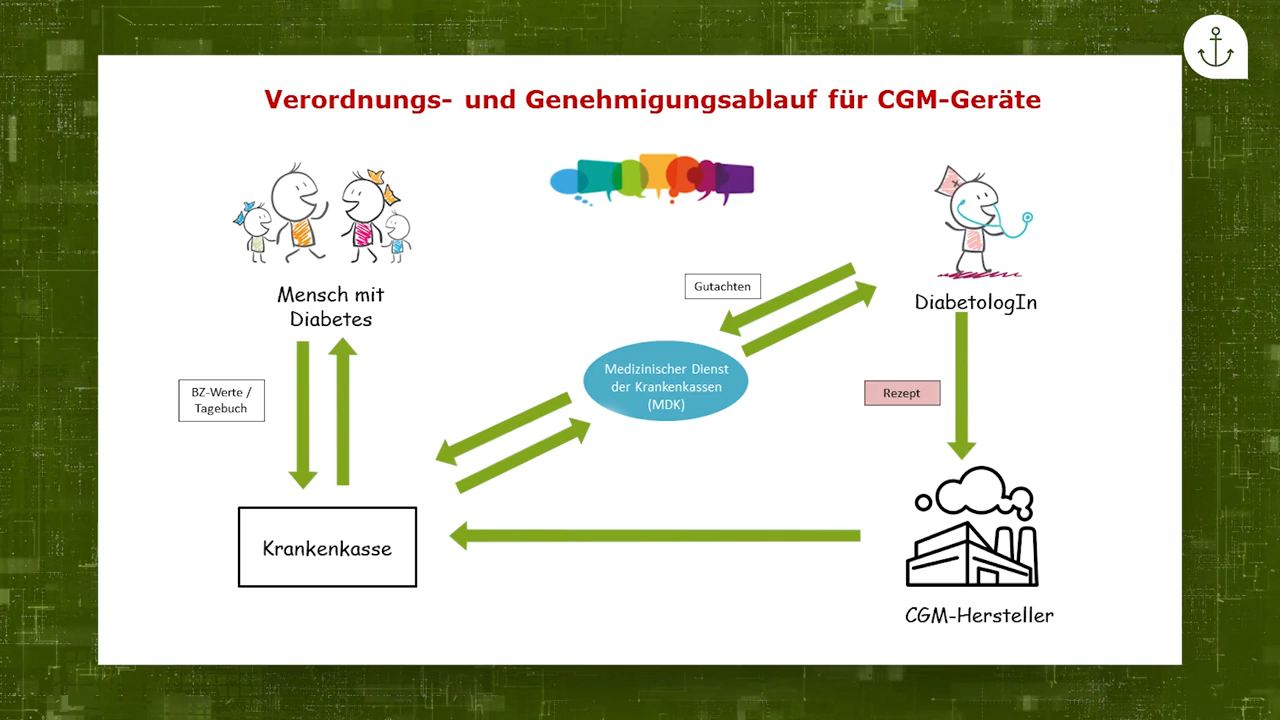 Verordnungs- und Genehmigungsablauf für CGM-Geräte
Gutachten
Mensch mit
Diabetes
DiabetologIn
Medizinischer Dienst
der Krankenkassen
(MDK)
BZ-Werte /
Tagebuch
Rezept
Krankenkasse
CGM-Hersteller